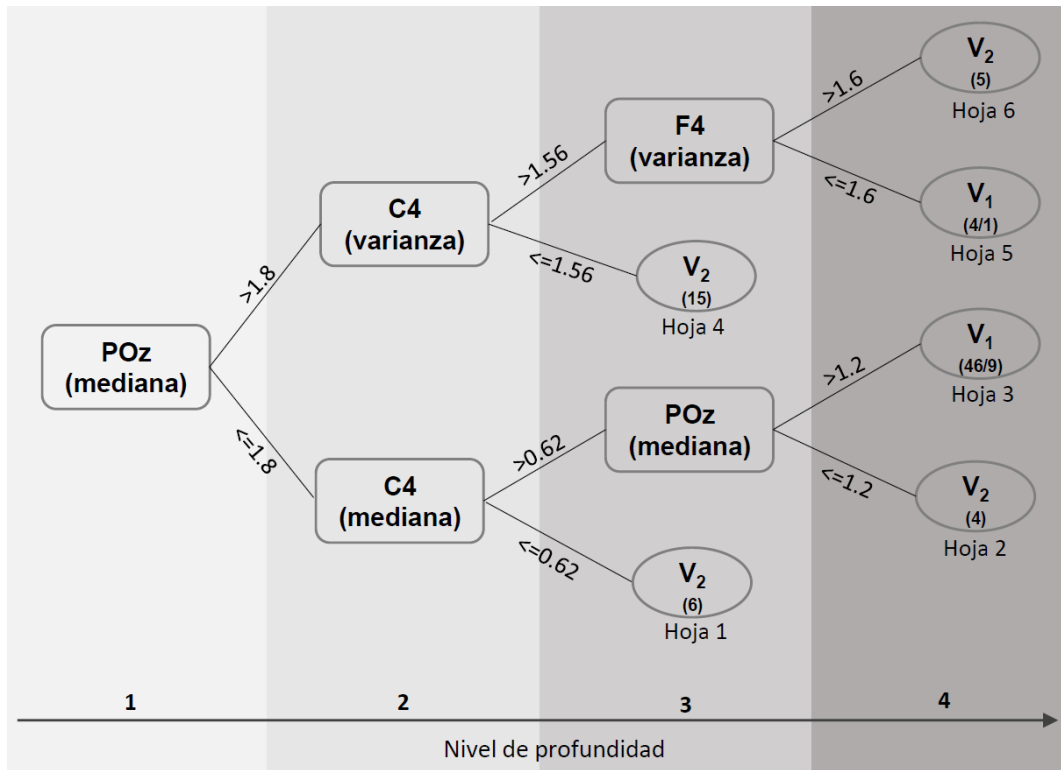 V2
(5)
Hoja 6
>1.6
F4
(varianza)
<=1.6
V1
(4/1)
Hoja 5
>1.56
C4
(varianza)
<=1.56
V2
(15)
Hoja 4
>1.8
POz
(mediana)
<=1.8
V1
(46/9)
Hoja 3
>1.2
POz
(mediana)
<=1.2
V2
(4)
Hoja 2
>0.62
C4
(mediana)
<=0.62
V2
(6)
Hoja 1
1
2
3
4
Nivel de profundidad